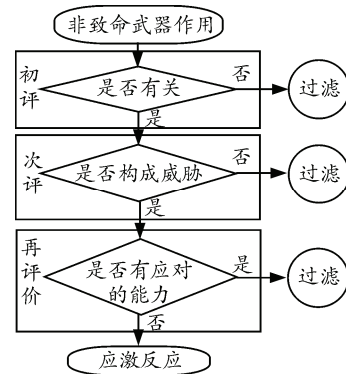 非致命武器作用
初评
是否有关
否
过滤
是
次评
是否构成威胁
否
过滤
是
再评价
是否有应对
的能力
是
过滤
否
应激反应